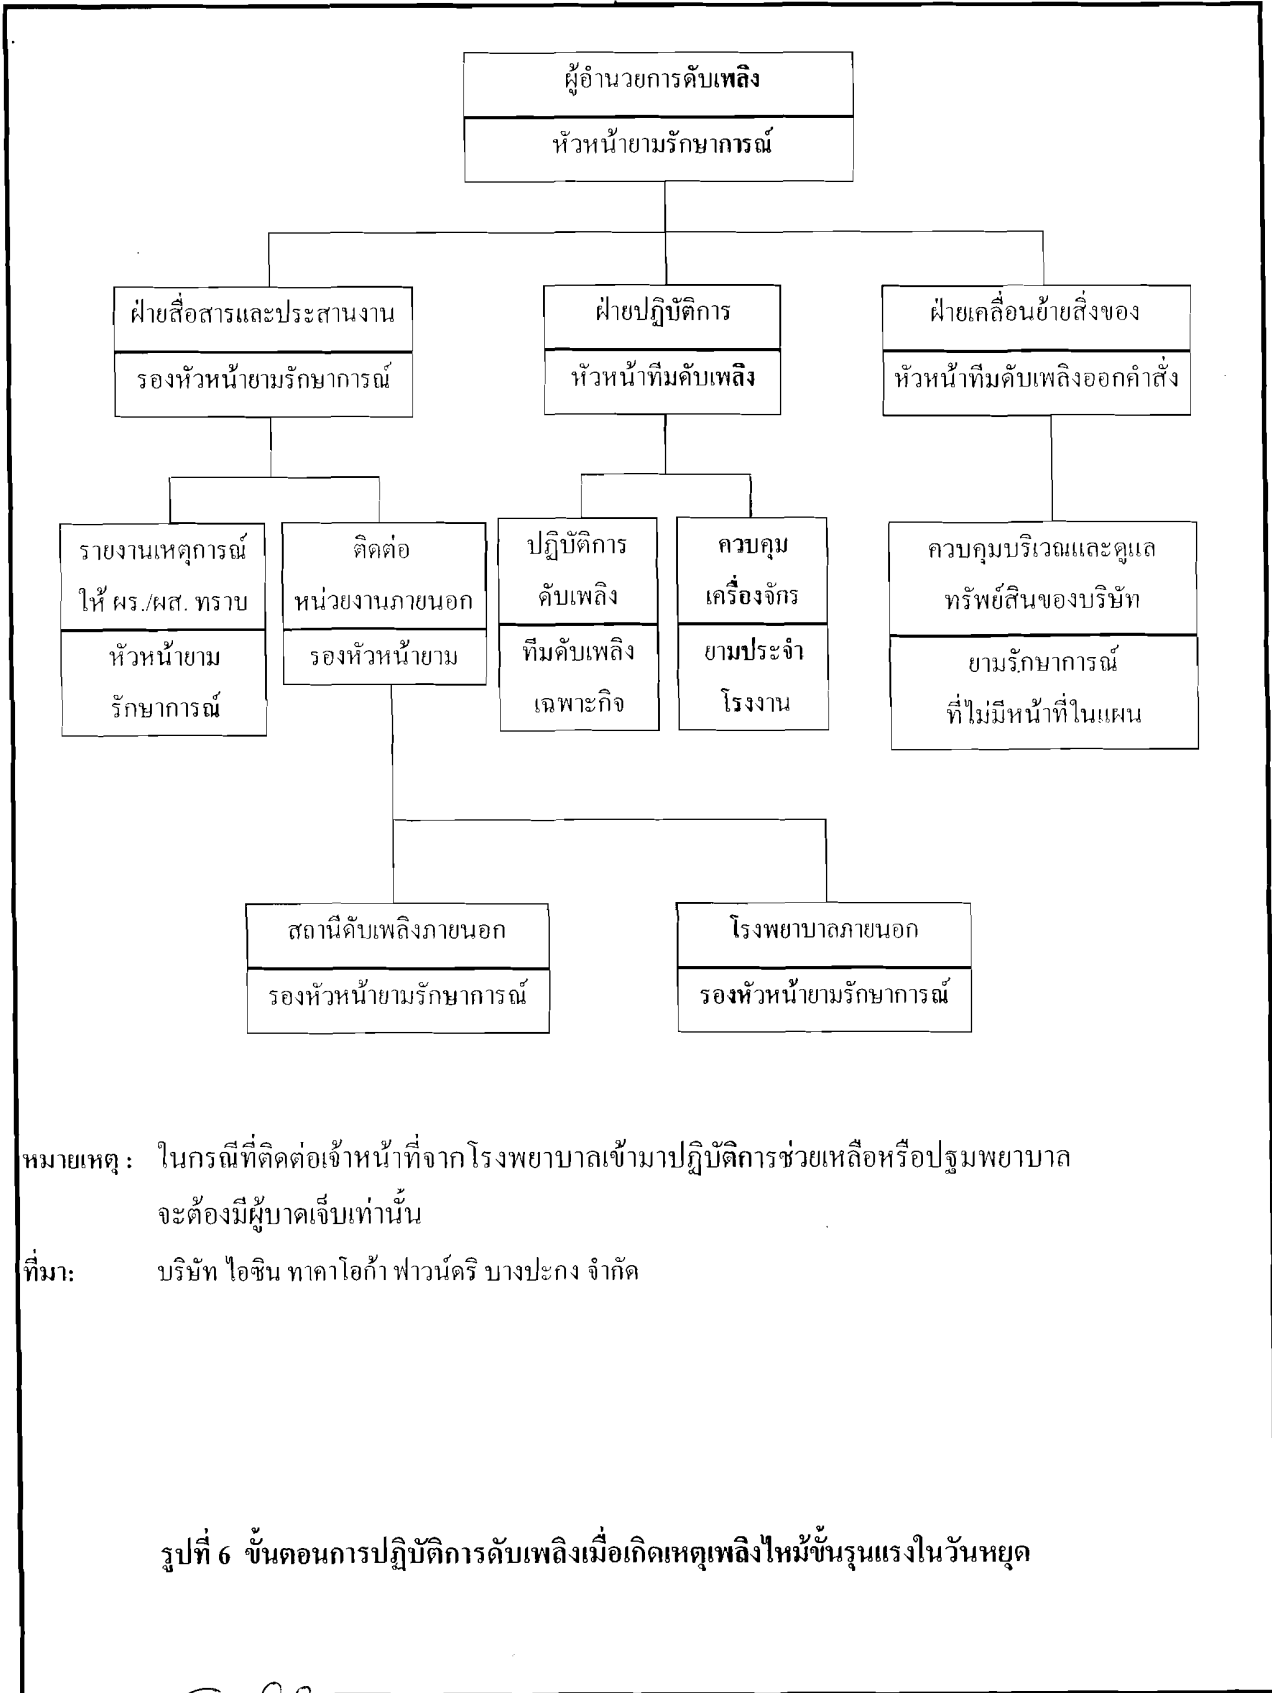 ผู้อำนวยการดับเพลิง
หัวหน้ายามรักษาการณ์
ฝ่ายสื่อสารและประสานงาน
รองหัวหน้ายามรักษาการณ์
ฝ่ายปฏิบัติการ
หัวหน้าทีมดับเพลิง
ฝ่ายเคลื่อนย้ายสิ่งของ
หัวหน้าทีมดับเพลิงออกคำสั่ง
รายงานเหตุการณ์
ให้ ผร./ผส. ทราบ
หัวหน้ายาม
รักษาการณ์
ติดต่อ
หน่วยงานภายนอก
รองหัวหน้ายาม
ปฏิบัติการ
ดับเพลิง
ทีมดับเพลิง
เฉพาะกิจ
ควบคุม
เครื่องจักร
ยามประจำ
โรงงาน
ควบคุมบริเวณและดูแล
ทรัพย์สินของบริษัท
ยามรักษาการณ์
ที่ไม่มีหน้าที่ในแผน
สถานีดับเพลิงภายนอก
รองหัวหน้ายามรักษาการณ์
โรงพยาบาลภายนอก
รองหัวหน้ายามรักษาการณ์
หมายเหตุ : ในกรณีที่ติดต่อเจ้าหน้าที่จากโรงพยาบาลเข้ามาปฏิบัติการช่วยเหลือหรือปฐมพยาบาล
จะต้องมีผู้บาดเจ็บเท่านั้น
ที่มา: บริษัท ไอซิน ทาคาโอก้า ฟาวน์ดริ บางปะกง จำกัด
รูปที่ 6 ขั้นตอนการปฏิบัติการดับเพลิงเมื่อเกิดเหตุเพลิงไหม้ขั้นรุนแรงในวันหยุด